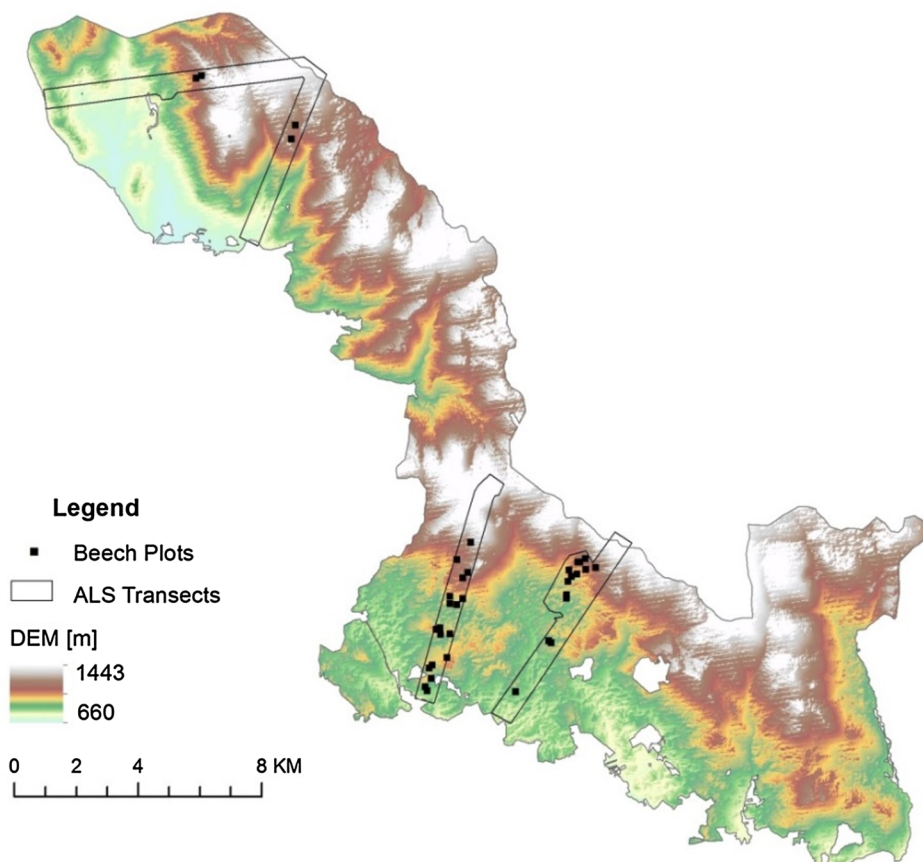 Legend
Beech Plots
ALS Transects
DEM [m]
1443
660
0 2 4 8 KM